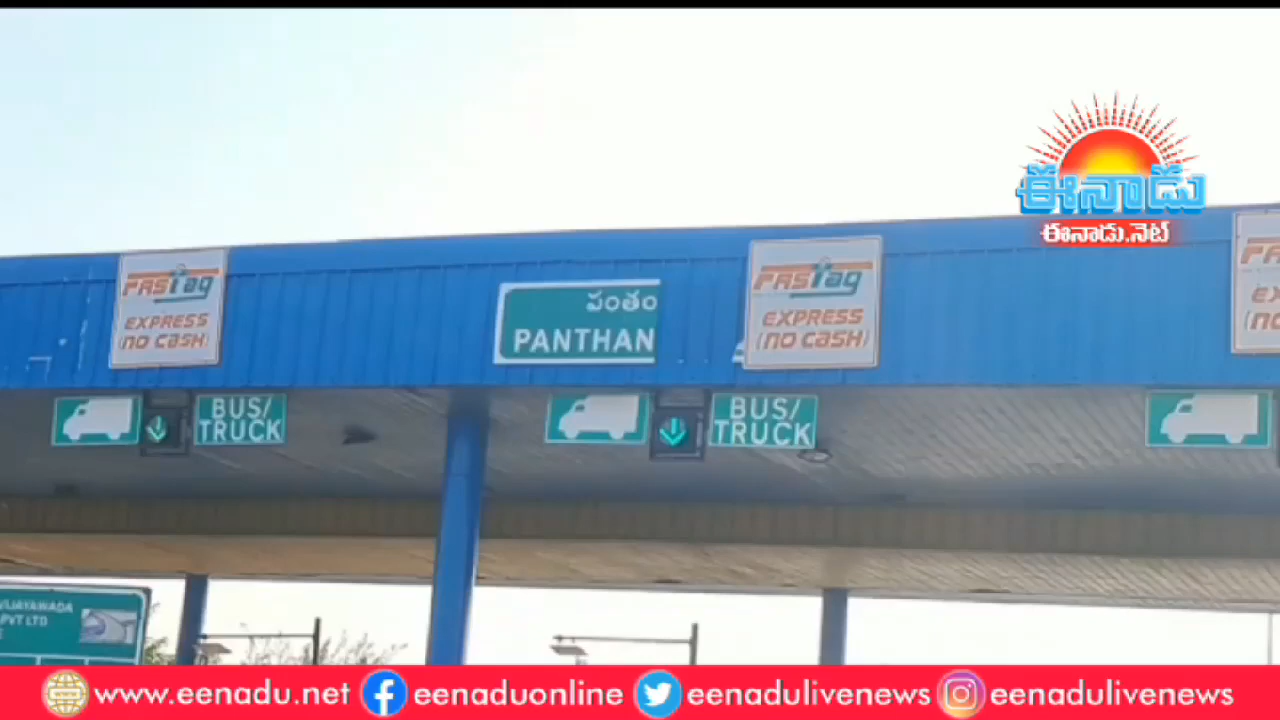 ఈనాడు
ఈనాడు.నెట్
FASTag
EXPRESS
(NO CASH)
పంతం
PANTHAN
FASTag
EXPRESS
(NO CASH)
BUS/
TRUCK
BUS/
TRUCK
VIJAYAWADA
PVT LTD
www.eenadu.net eenaduonline eenadulivenews eenadulivenews